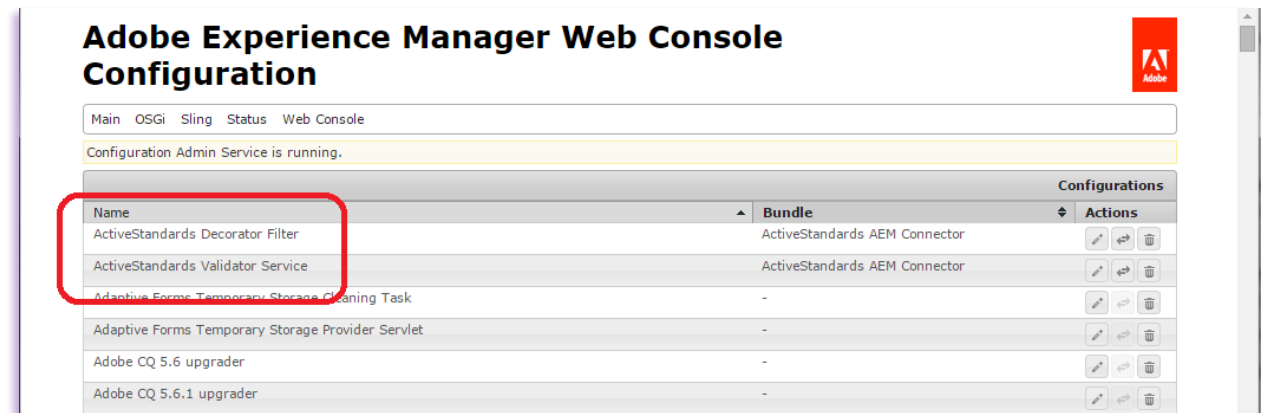 Adobe Experience Manager Web Console
Configuration
Adobe
Main OSGi Sling Status Web Console
Configuration Admin Service is running.
Configurations
Name Bundle Actions
ActiveStandards Decorator Filter ActiveStandards AEM Connector
ActiveStandards Validator Service ActiveStandards AEM Connector
Adaptive Forms Temporary Storage Cleaning Task -
Adaptive Forms Temporary Storage Provider Servlet -
Adobe CQ 5.6 upgrader -
Adobe CQ 5.6.1 upgrader -